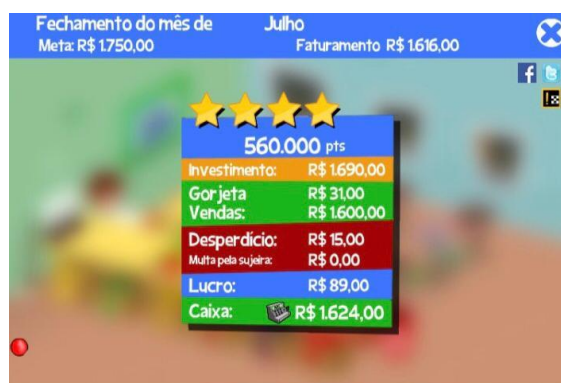 Fechamento do mês de Julho
Meta: R$ 1.750,00 Faturamento R$ 1.616,00
560.000 pts
Investimento: R$ 1.690,00
Gorjeta R$ 31,00
Vendas: R$ 1.600,00
Desperdício: R$ 15,00
Multa pela sujeira: R$ 0,00
Lucro: R$ 89,00
Caixa: R$ 1.624,00